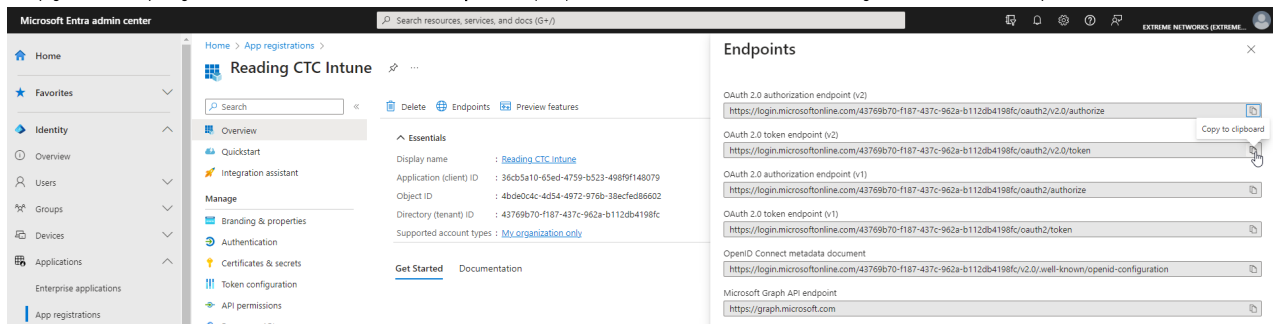 Microsoft Entra admin center
Search resources, services, and docs (G+/)
EXTREME NETWORKS (EXTREME...
Home
Favorites
Identity
Overview
Users
Groups
Devices
Applications
Enterprise applications
App registrations
Home > App registrations >
Reading CTC Intune
Search
Overview
Quickstart
Integration assistant
Manage
Branding & properties
Authentication
Certificates & secrets
Token configuration
API permissions
Delete Endpoints Preview features
Essentials
Display name : Reading CTC Intune
Application (client) ID : 36cb5a10-65ed-4759-b523-498f9f148079
Object ID : 4bde0c4c-4d54-4972-976b-38ecfed86602
Directory (tenant) ID : 43769b70-f187-437c-962a-b112db4198fc
Supported account types : My organization only
Get Started Documentation
Endpoints
OAuth 2.0 authorization endpoint (v2)
https://login.microsoftonline.com/43769b70-f187-437c-962a-b112db4198fc/oauth2/v2.0/authorize
Copy to clipboard
OAuth 2.0 token endpoint (v2)
https://login.microsoftonline.com/43769b70-f187-437c-962a-b112db4198fc/oauth2/v2.0/token
OAuth 2.0 authorization endpoint (v1)
https://login.microsoftonline.com/43769b70-f187-437c-962a-b112db4198fc/oauth2/authorize
OAuth 2.0 token endpoint (v1)
https://login.microsoftonline.com/43769b70-f187-437c-962a-b112db4198fc/oauth2/token
OpenID Connect metadata document
https://login.microsoftonline.com/43769b70-f187-437c-962a-b112db4198fc/v2.0/.well-known/openid-configuration
Microsoft Graph API endpoint
https://graph.microsoft.com